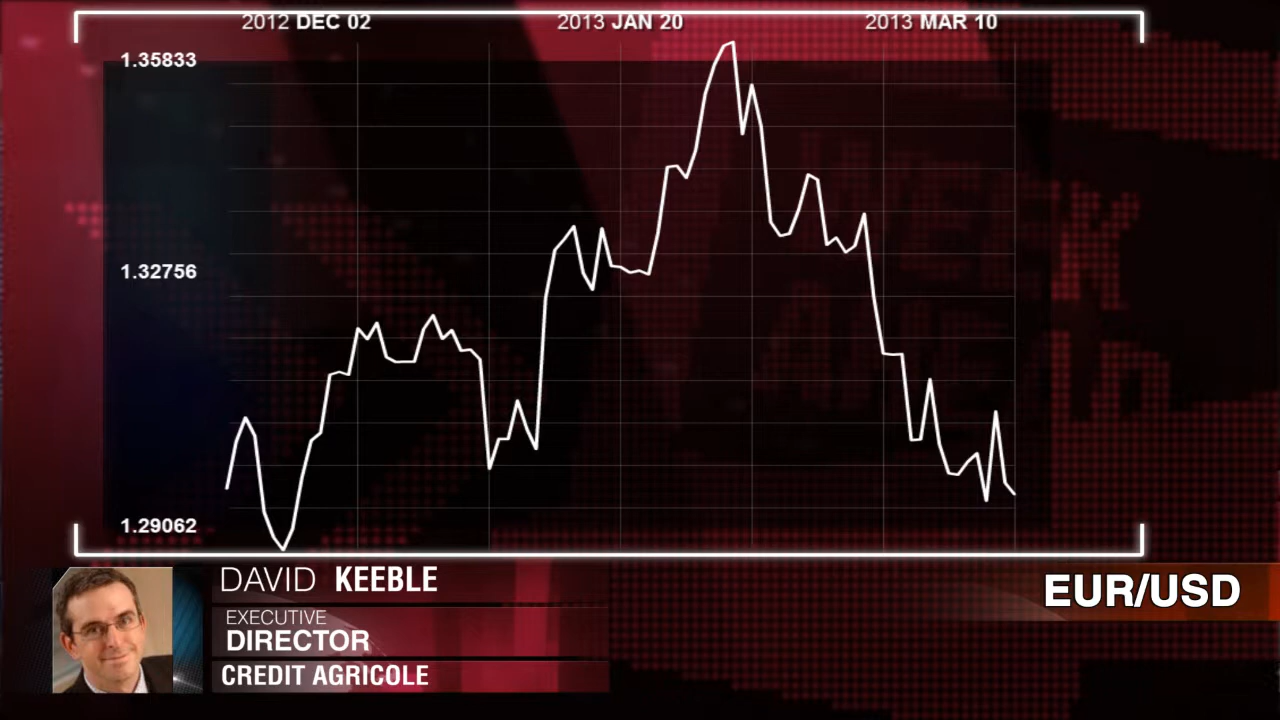 2012 DEC 02 2013 JAN 20 2013 MAR 10
1.35833
1.32756
1.29062
DAVID KEEBLE
EXECUTIVE
DIRECTOR
CREDIT AGRICOLE
EUR/USD